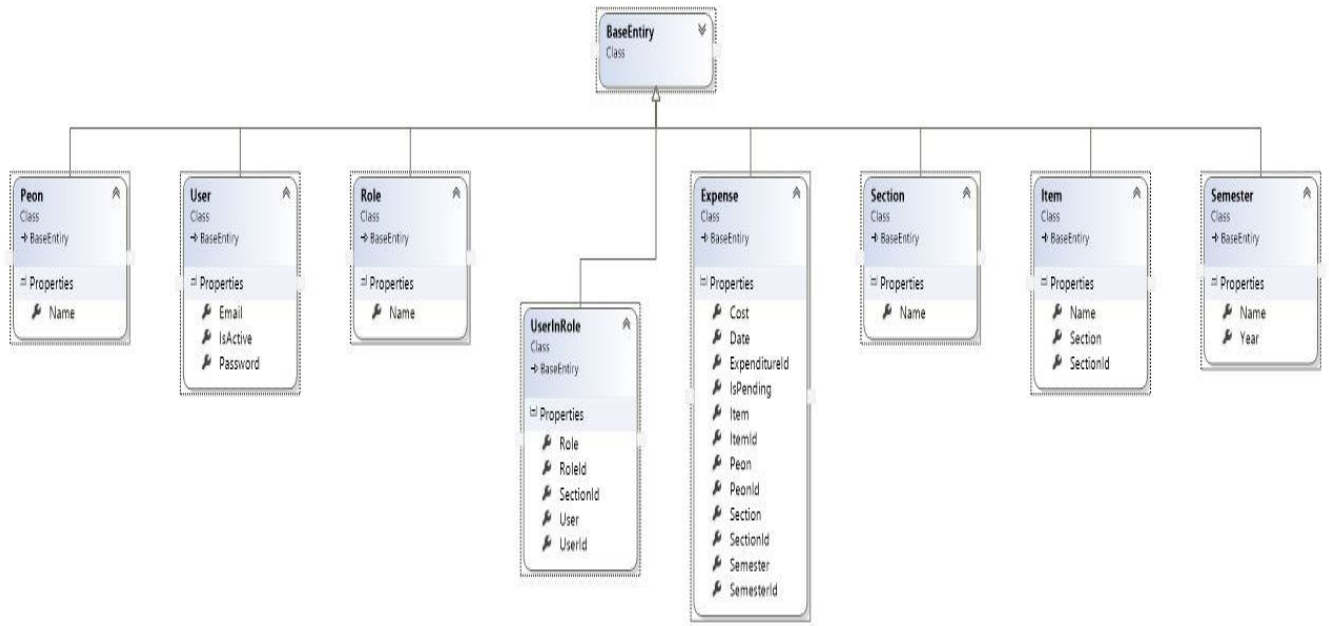 BaseEntiry
Class
Peon
Class
BaseEntiry
Properties
Name
User
Class
BaseEntiry
Properties
Email
IsActive
Password
Role
Class
BaseEntiry
Properties
Name
UserInRole
Class
BaseEntiry
Properties
Role
RoleId
SectionId
User
UserId
Expense
Class
BaseEntiry
Properties
Cost
Date
ExpenditureId
IsPending
Item
ItemId
Peon
PeonId
Section
SectionId
Semester
SemesterId
Section
Class
BaseEntiry
Properties
Name
Item
Class
BaseEntiry
Properties
Name
Section
SectionId
Semester
Class
BaseEntiry
Properties
Name
Year